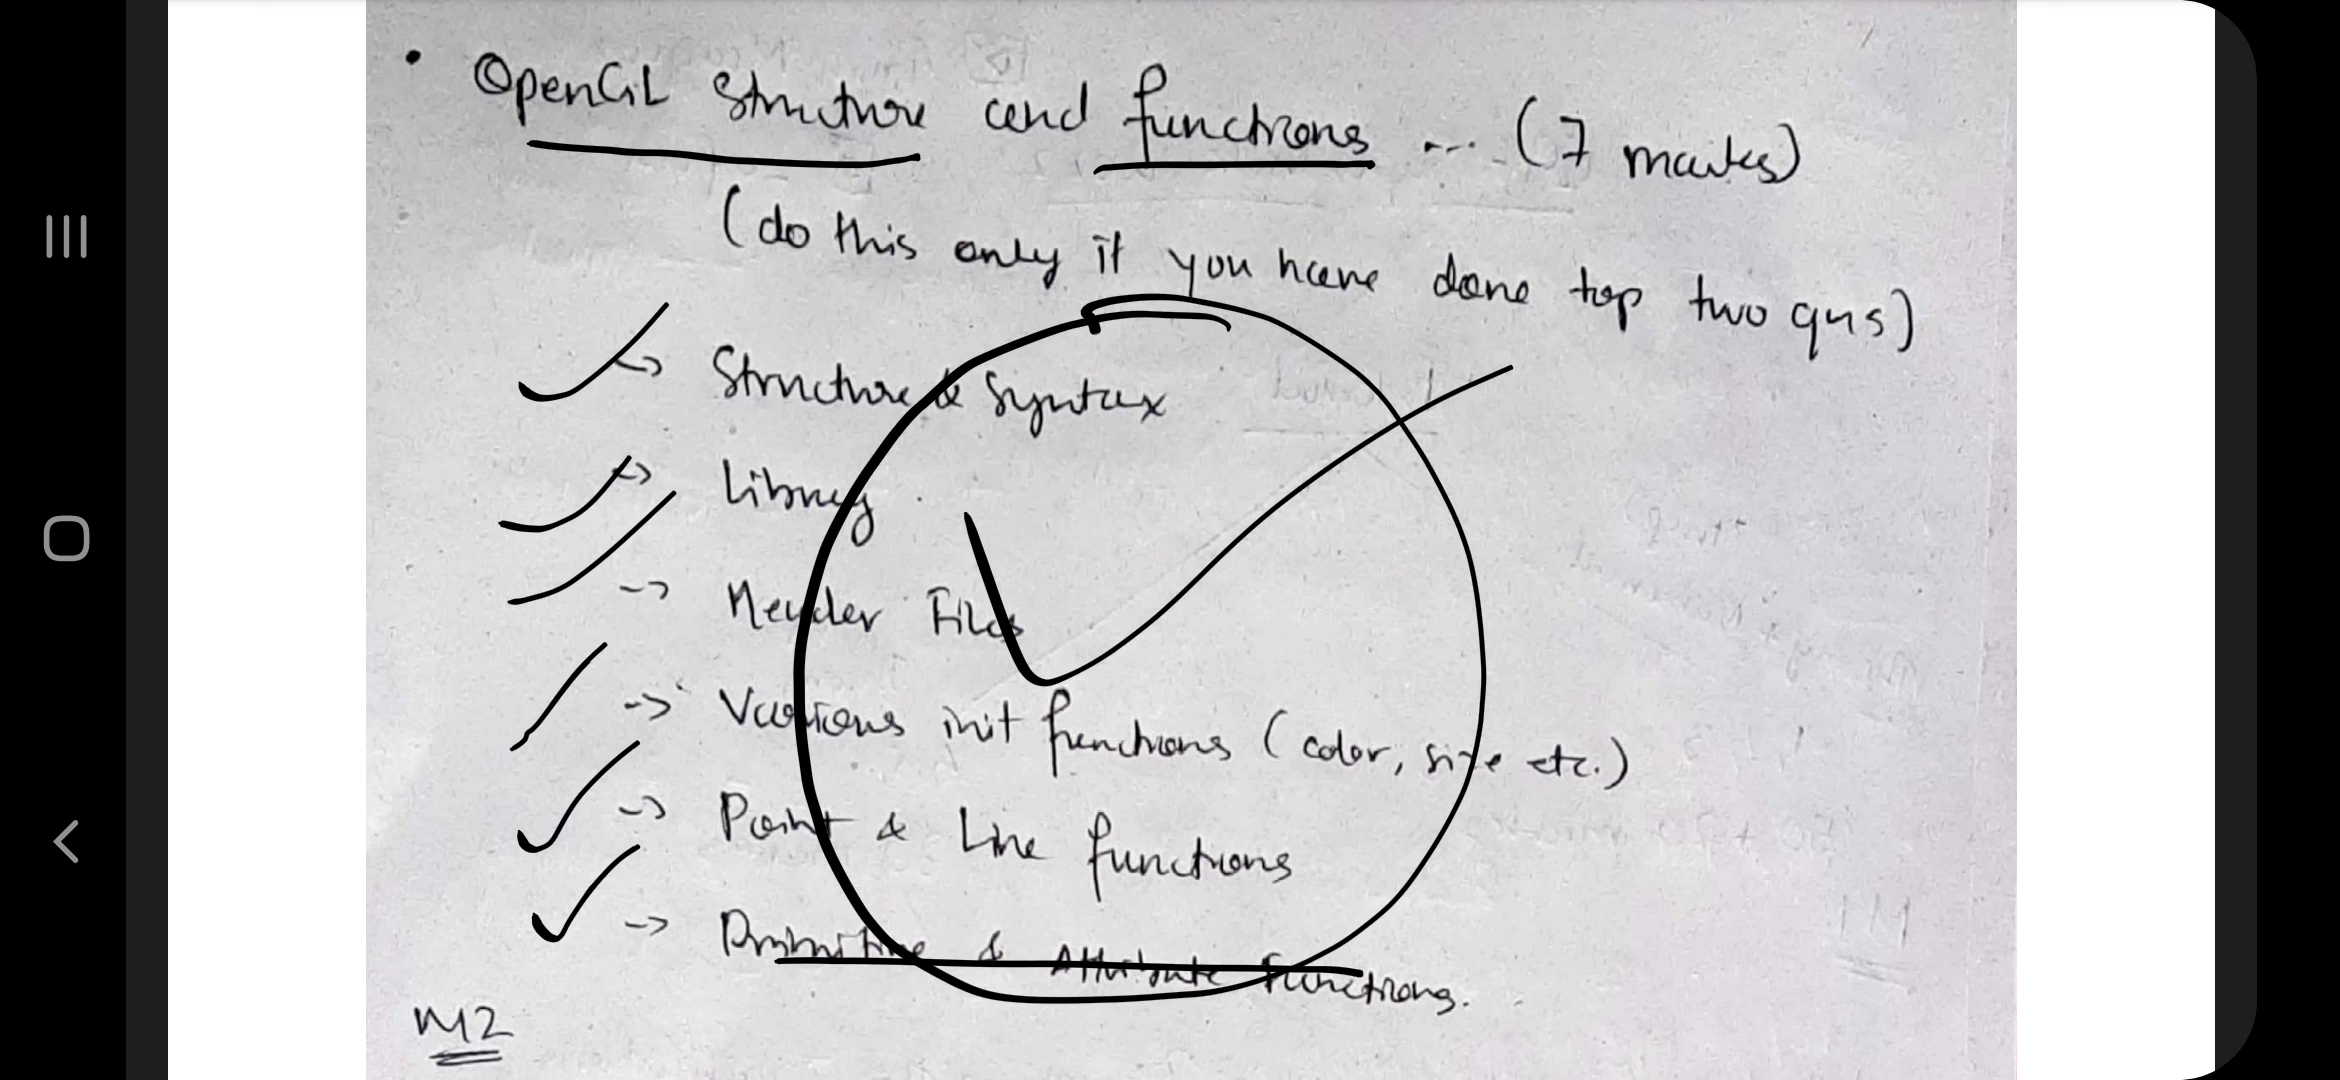 • OpenGL Structure and functions ... (7 marks)
(do this only if you have done top two qns)
-> Structure & Syntax
-> Library
-> Header Files
-> Various init functions (color, size etc.)
-> Point & Line functions
-> Primitive & Attribute Functions.
M2